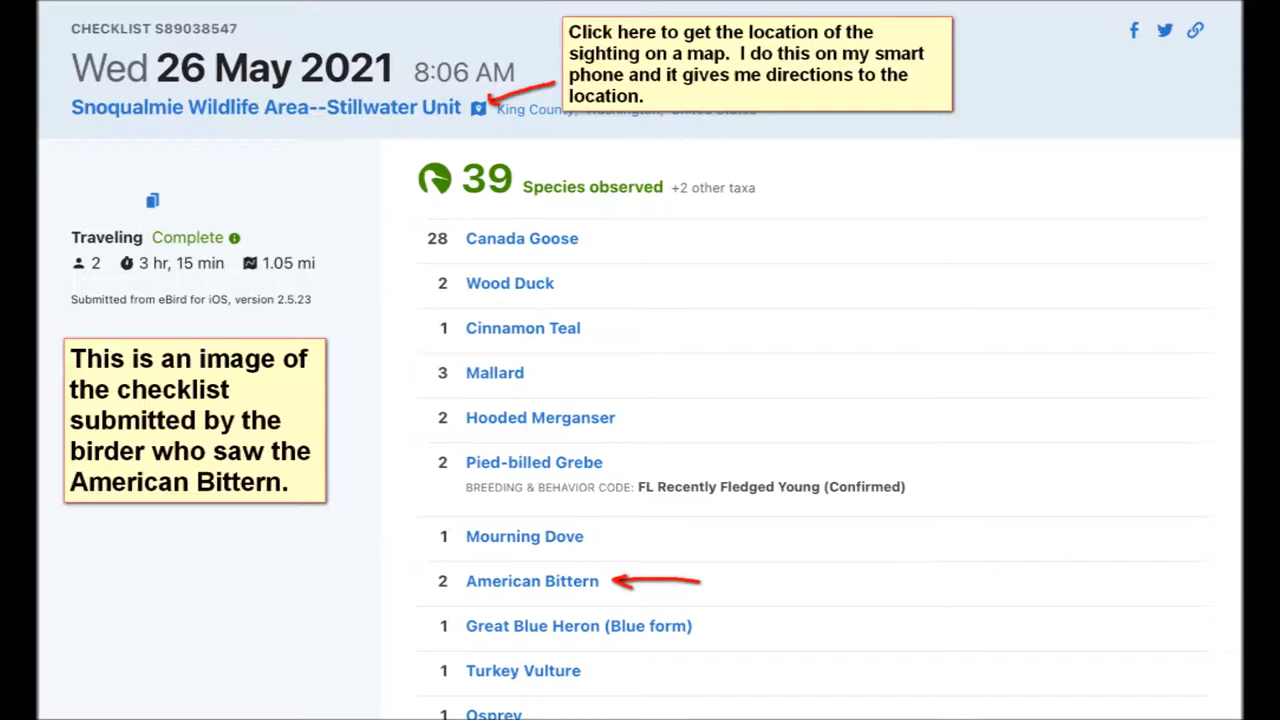 CHECKLIST S89038547
Wed 26 May 2021 8:06 AM
Snoqualmie Wildlife Area--Stillwater Unit
King County, Washington, United States
Click here to get the location of the
sighting on a map. I do this on my smart
phone and it gives me directions to the
location.
Traveling Complete
2 3 hr, 15 min 1.05 mi
Submitted from eBird for iOS, version 2.5.23
This is an image of
the checklist
submitted by the
birder who saw the
American Bittern.
39 Species observed +2 other taxa
28 Canada Goose
2 Wood Duck
1 Cinnamon Teal
3 Mallard
2 Hooded Merganser
2 Pied-billed Grebe
BREEDING & BEHAVIOR CODE: FL Recently Fledged Young (Confirmed)
1 Mourning Dove
2 American Bittern
1 Great Blue Heron (Blue form)
1 Turkey Vulture
1 Osprey